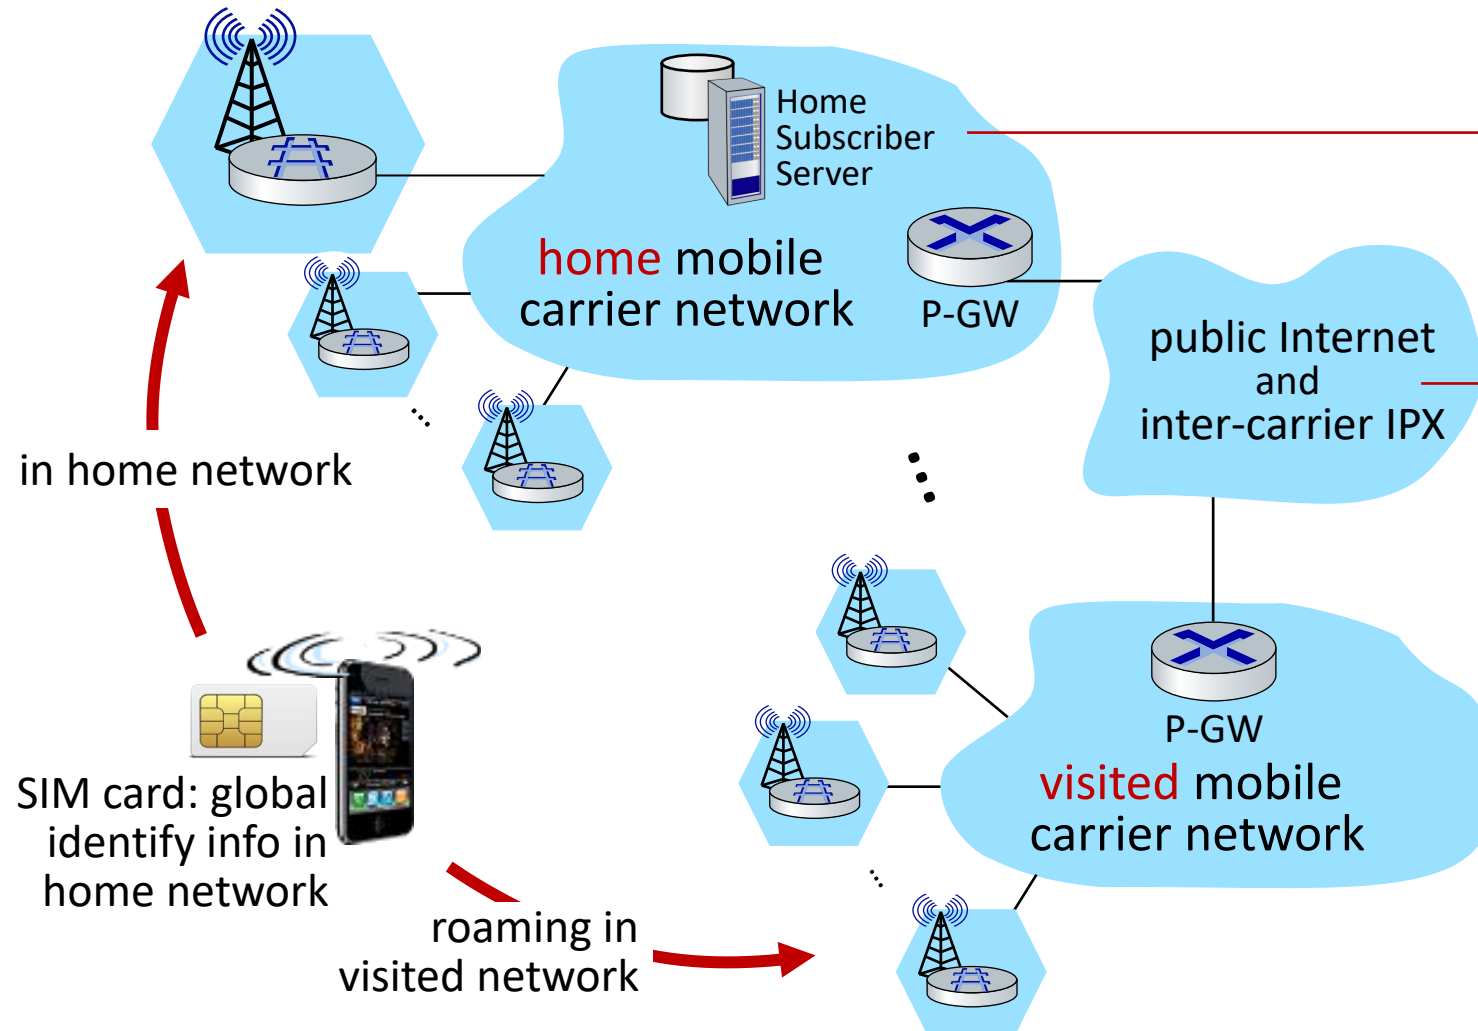 Home
Subscriber
Server
home mobile
carrier network
P-GW
public Internet
and
inter-carrier IPX
in home network
P-GW
visited mobile
carrier network
SIM card: global
identify info in
home network
roaming in
visited network